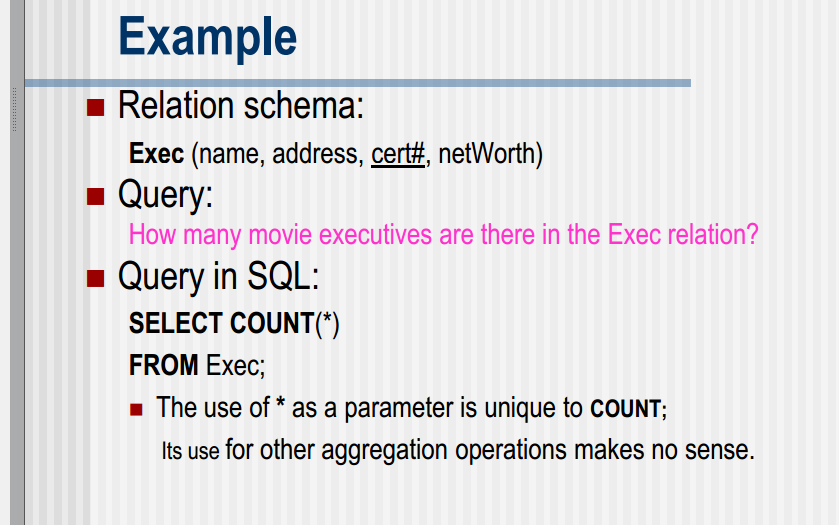 Example
Relation schema:
Exec (name, address, cert#, netWorth)
Query:
How many movie executives are there in the Exec relation?
Query in SQL:
SELECT COUNT(*)
FROM Exec;
The use of * as a parameter is unique to COUNT;
Its use for other aggregation operations makes no sense.